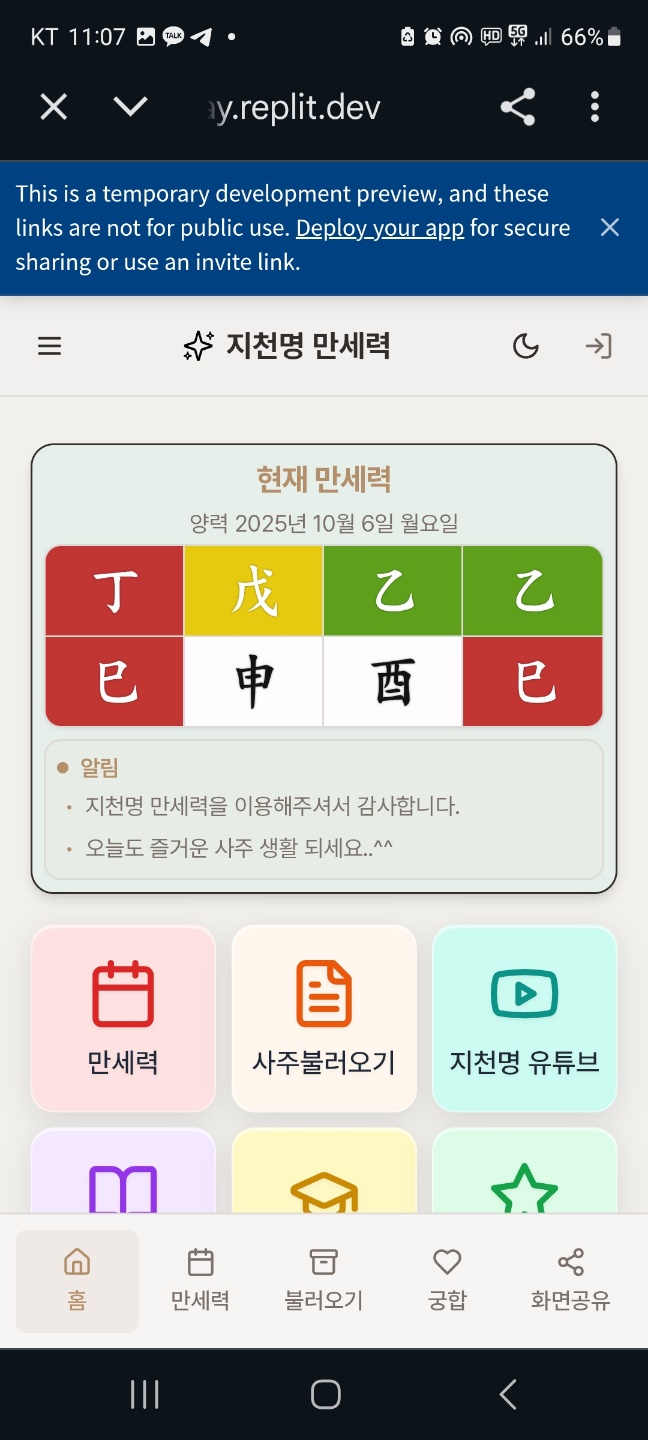 KT 11:07 TALK HD 5G 66%
y.replit.dev
This is a temporary development preview, and these
links are not for public use. Deploy your app for secure
sharing or use an invite link.
지천명 만세력
현재 만세력
양력 2025년 10월 6일 월요일
丁 戊 乙 乙
巳 申 酉 巳
알림
• 지천명 만세력을 이용해주셔서 감사합니다.
• 오늘도 즐거운 사주 생활 되세요..^^
만세력 사주불러오기 지천명 유튜브
홈 만세력 불러오기 궁합 화면공유